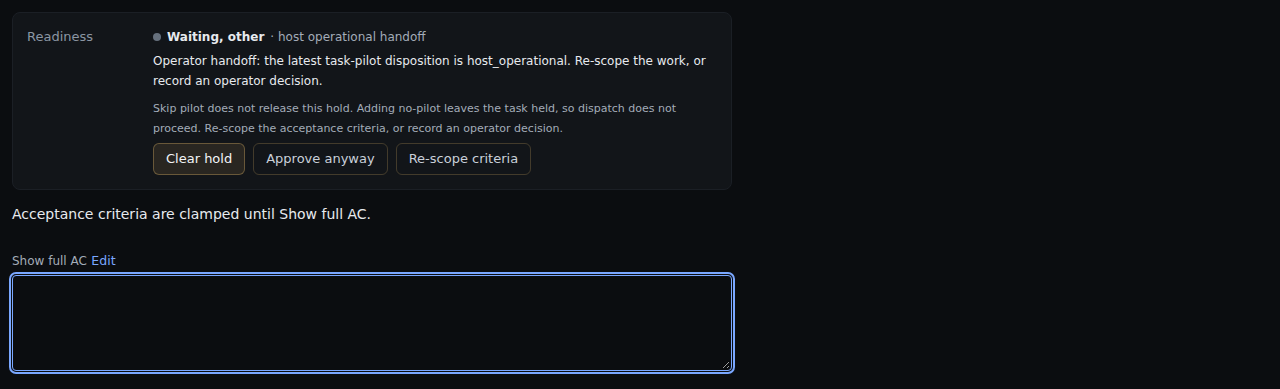 Readiness
Waiting, other · host operational handoff
Operator handoff: the latest task-pilot disposition is host_operational. Re-scope the work, or
record an operator decision.
Skip pilot does not release this hold. Adding no-pilot leaves the task held, so dispatch does not
proceed. Re-scope the acceptance criteria, or record an operator decision.
Clear hold Approve anyway Re-scope criteria
Acceptance criteria are clamped until Show full AC.
Show full AC Edit